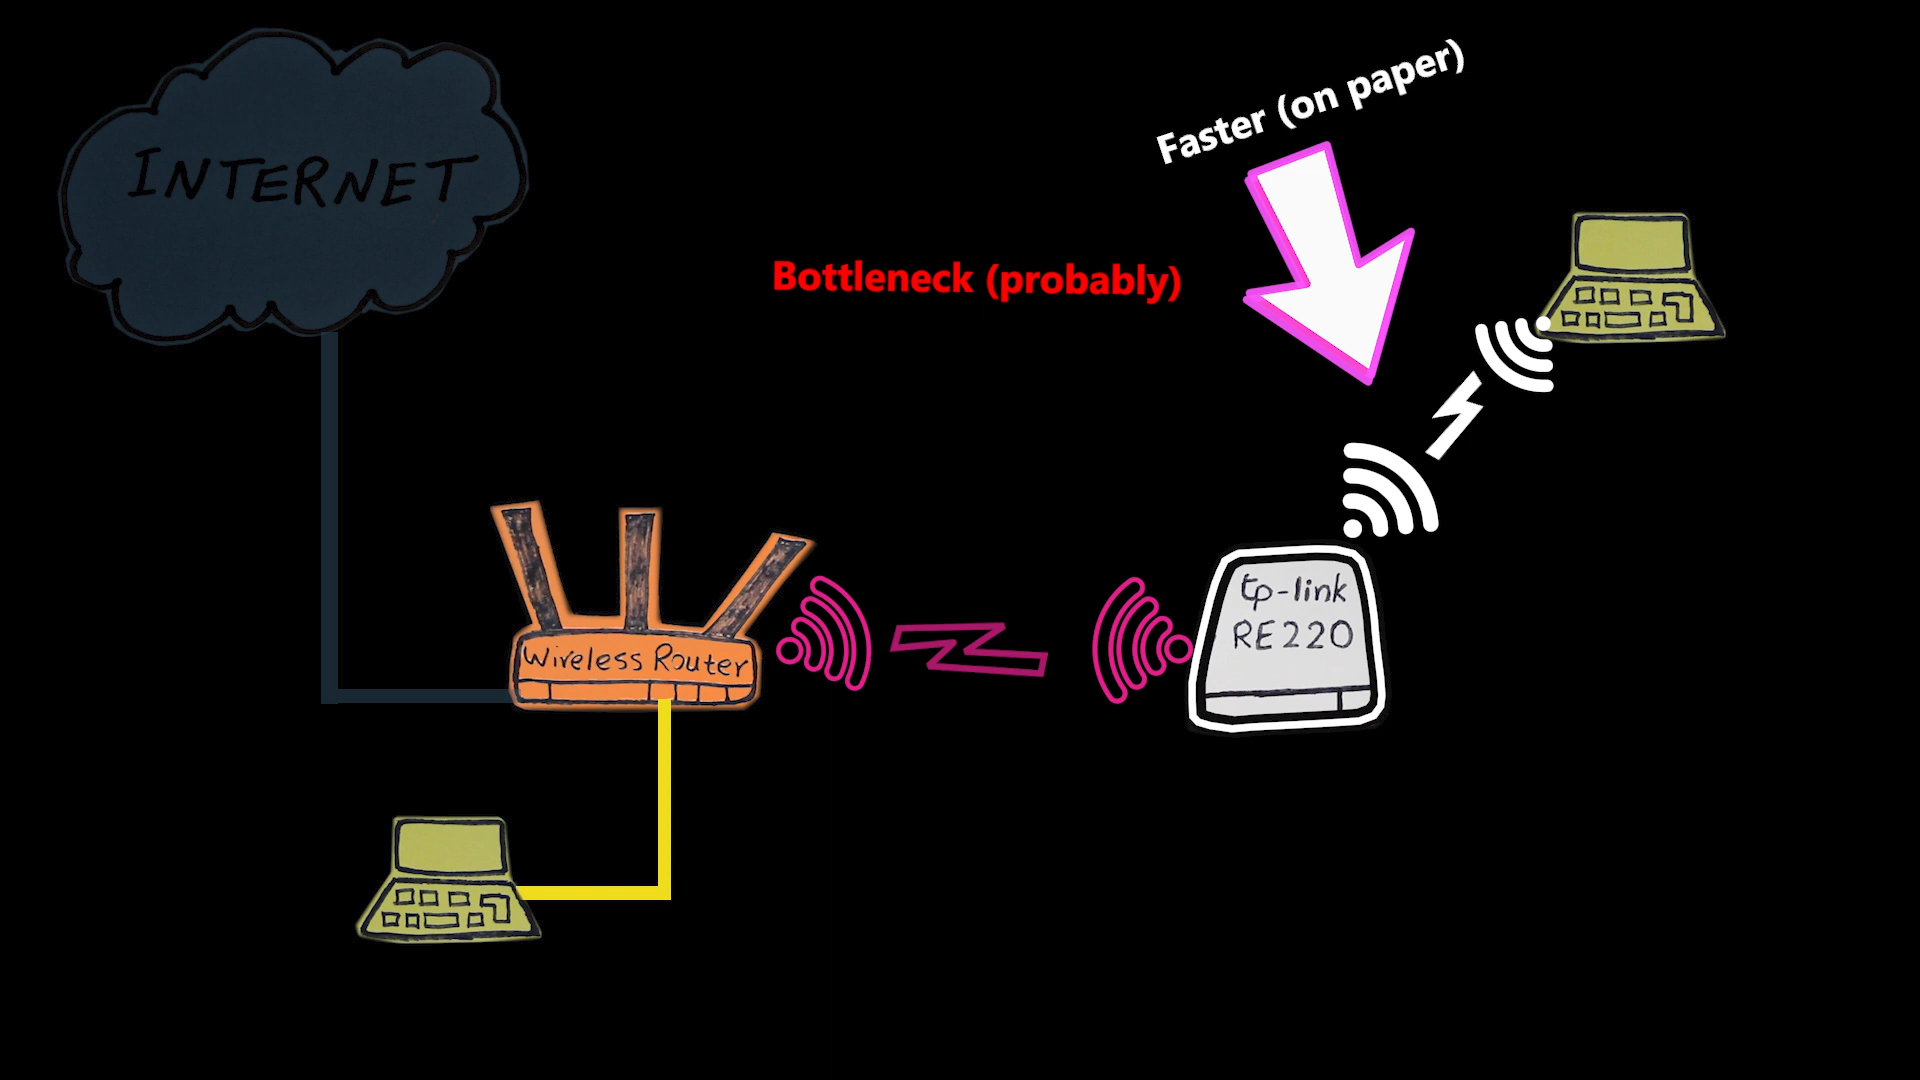 Faster (on paper)
INTERNET
Bottleneck (probably)
tp-link
RE220
Wireless Router